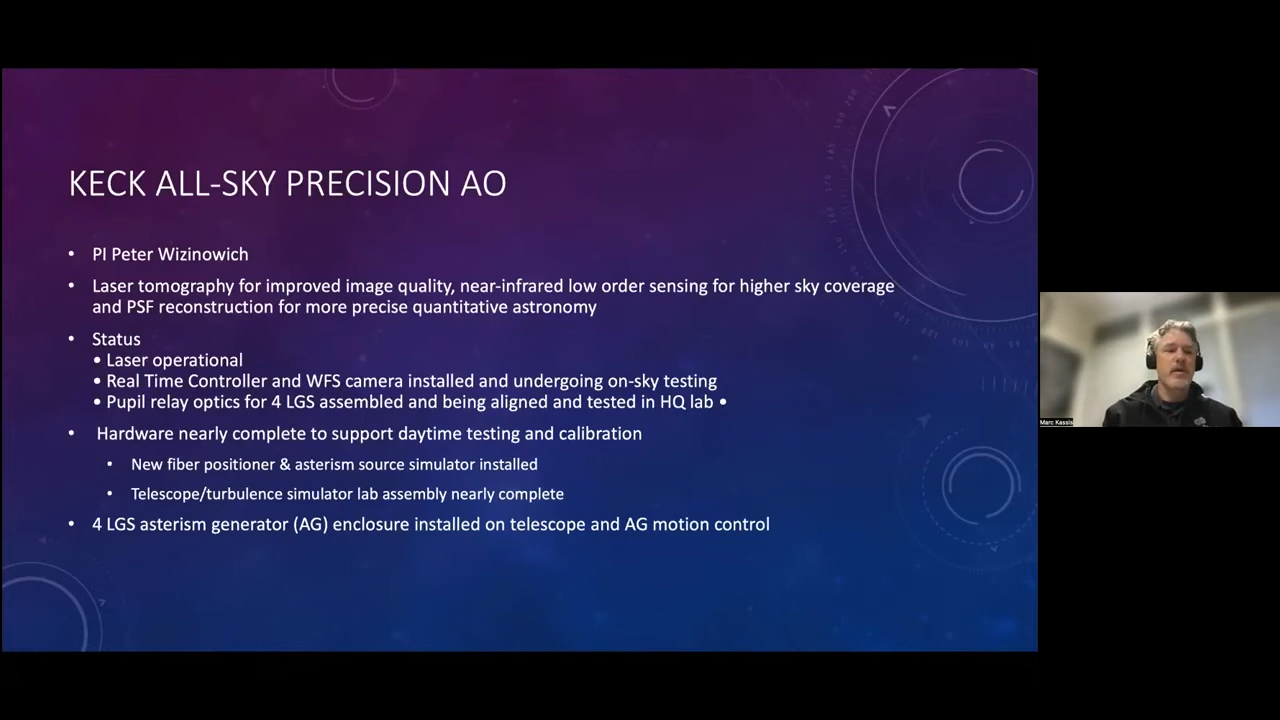 KECK ALL-SKY PRECISION AO
• PI Peter Wizinowich
• Laser tomography for improved image quality, near-infrared low order sensing for higher sky coverage
and PSF reconstruction for more precise quantitative astronomy
• Status
• Laser operational
• Real Time Controller and WFS camera installed and undergoing on-sky testing
• Pupil relay optics for 4 LGS assembled and being aligned and tested in HQ lab •
• Hardware nearly complete to support daytime testing and calibration
• New fiber positioner & asterism source simulator installed
• Telescope/turbulence simulator lab assembly nearly complete
• 4 LGS asterism generator (AG) enclosure installed on telescope and AG motion control
Marc Kassis